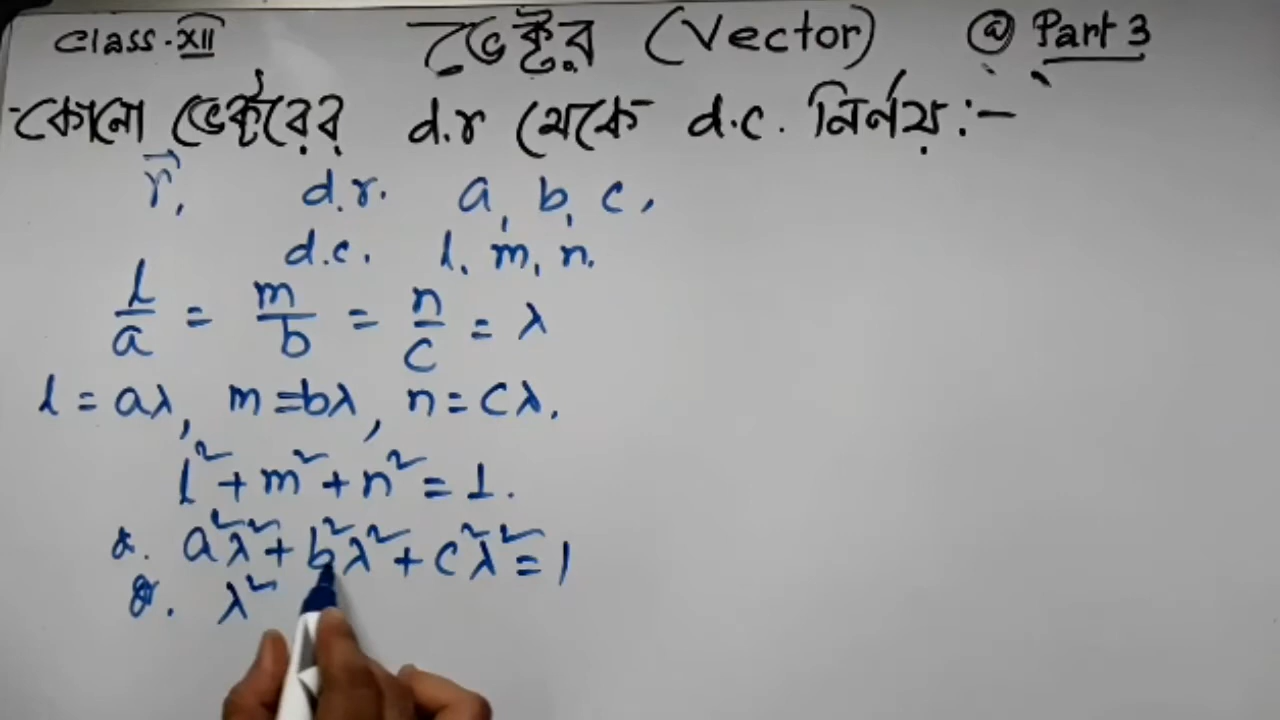 Class-XII ভেক্টর (Vector) @ Part 3
কোনো ভেক্টরের d.r থেকে d.c. নির্ণয় :-
r⃗, d.r. a, b, c,
d.c. l, m, n.
l/a = m/b = n/c = λ
l = aλ, m = bλ, n = cλ.
l² + m² + n² = 1.
a²λ² + b²λ² + c²λ² = 1
λ²